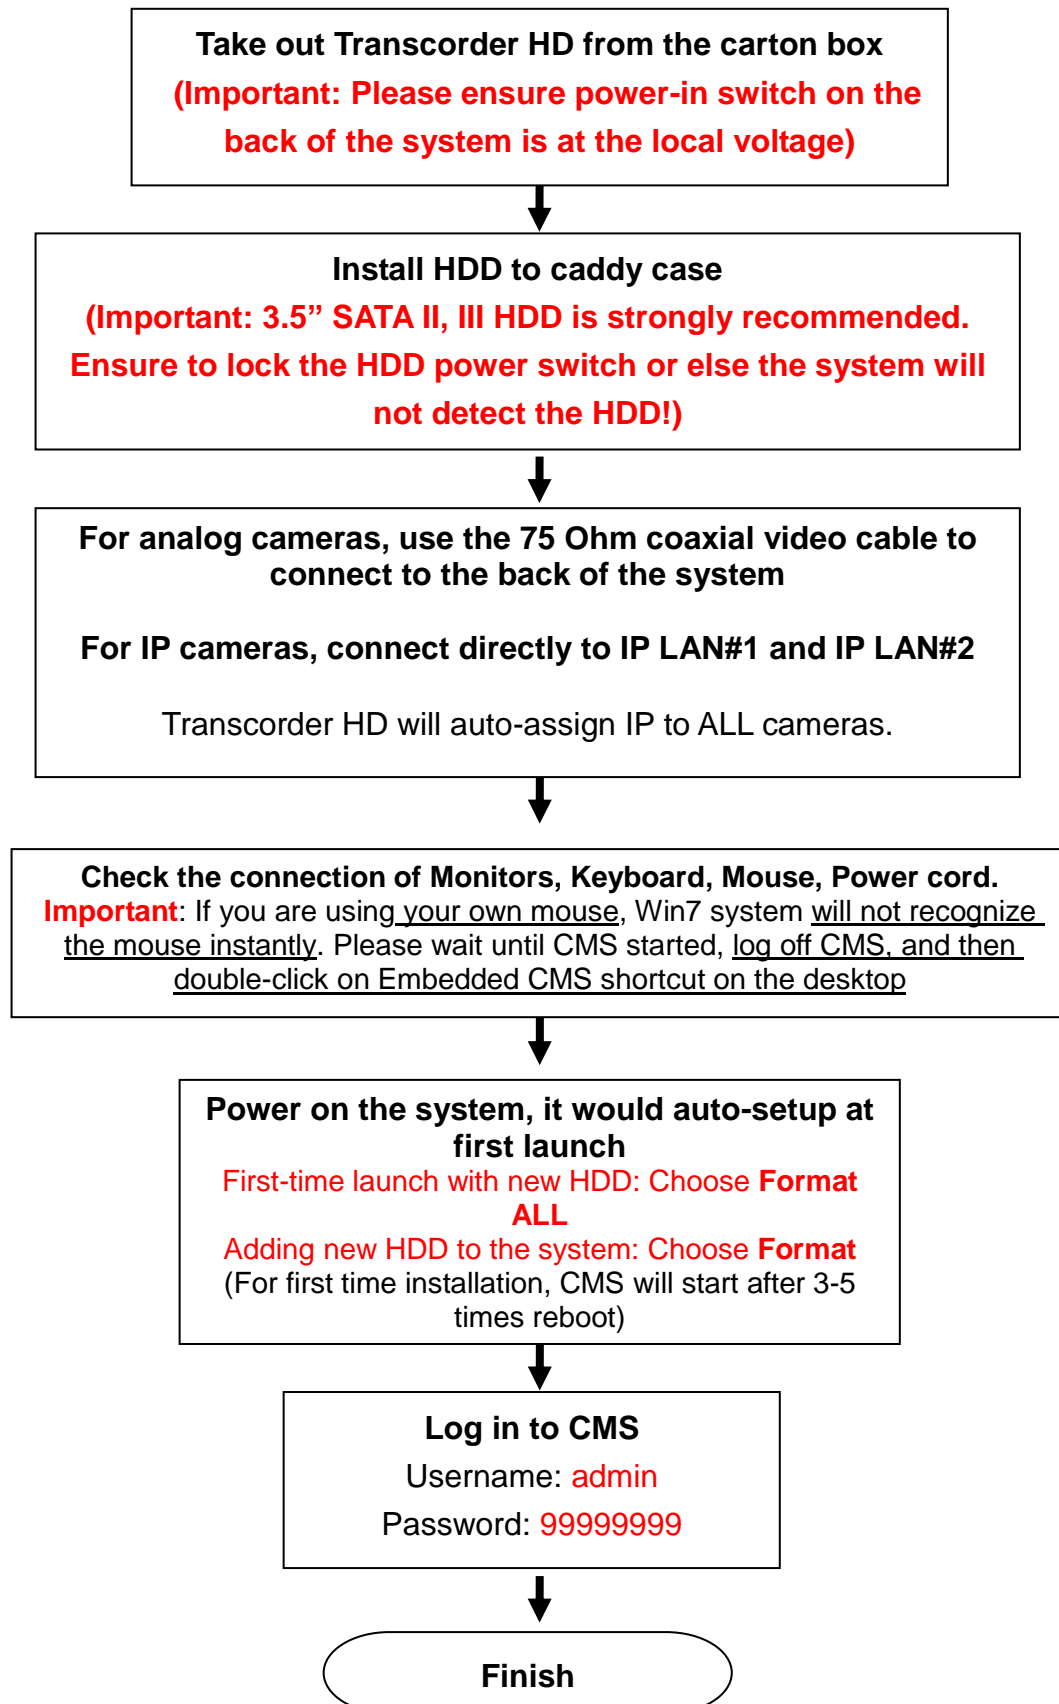 Take out Transcorder HD from the carton box
(Important: Please ensure power-in switch on the
back of the system is at the local voltage)
Install HDD to caddy case
(Important: 3.5” SATA II, III HDD is strongly recommended.
Ensure to lock the HDD power switch or else the system will
not detect the HDD!)
For analog cameras, use the 75 Ohm coaxial video cable to
connect to the back of the system
For IP cameras, connect directly to IP LAN#1 and IP LAN#2
Transcorder HD will auto-assign IP to ALL cameras.
Check the connection of Monitors, Keyboard, Mouse, Power cord.
Important: If you are using your own mouse, Win7 system will not recognize
the mouse instantly. Please wait until CMS started, log off CMS, and then
double-click on Embedded CMS shortcut on the desktop
Power on the system, it would auto-setup at
first launch
First-time launch with new HDD: Choose Format
ALL
Adding new HDD to the system: Choose Format
(For first time installation, CMS will start after 3-5
times reboot)
Log in to CMS
Username: admin
Password: 99999999
Finish